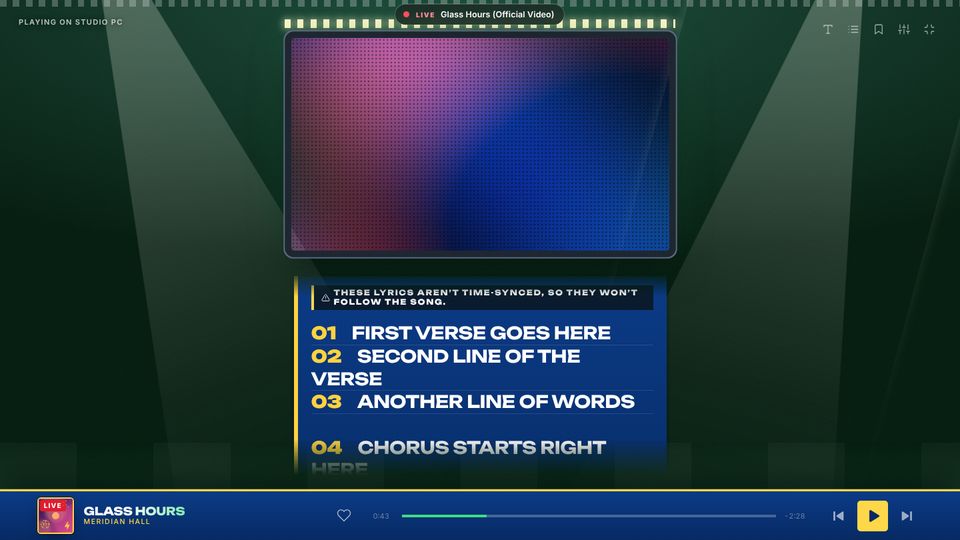 PLAYING ON STUDIO PC
LIVE Glass Hours (Official Video)
THESE LYRICS AREN'T TIME-SYNCED, SO THEY WON'T
FOLLOW THE SONG.
01 FIRST VERSE GOES HERE
02 SECOND LINE OF THE
VERSE
03 ANOTHER LINE OF WORDS
04 CHORUS STARTS RIGHT
HERE
LIVE
GLASS HOURS
MERIDIAN HALL
0:43
-2:28